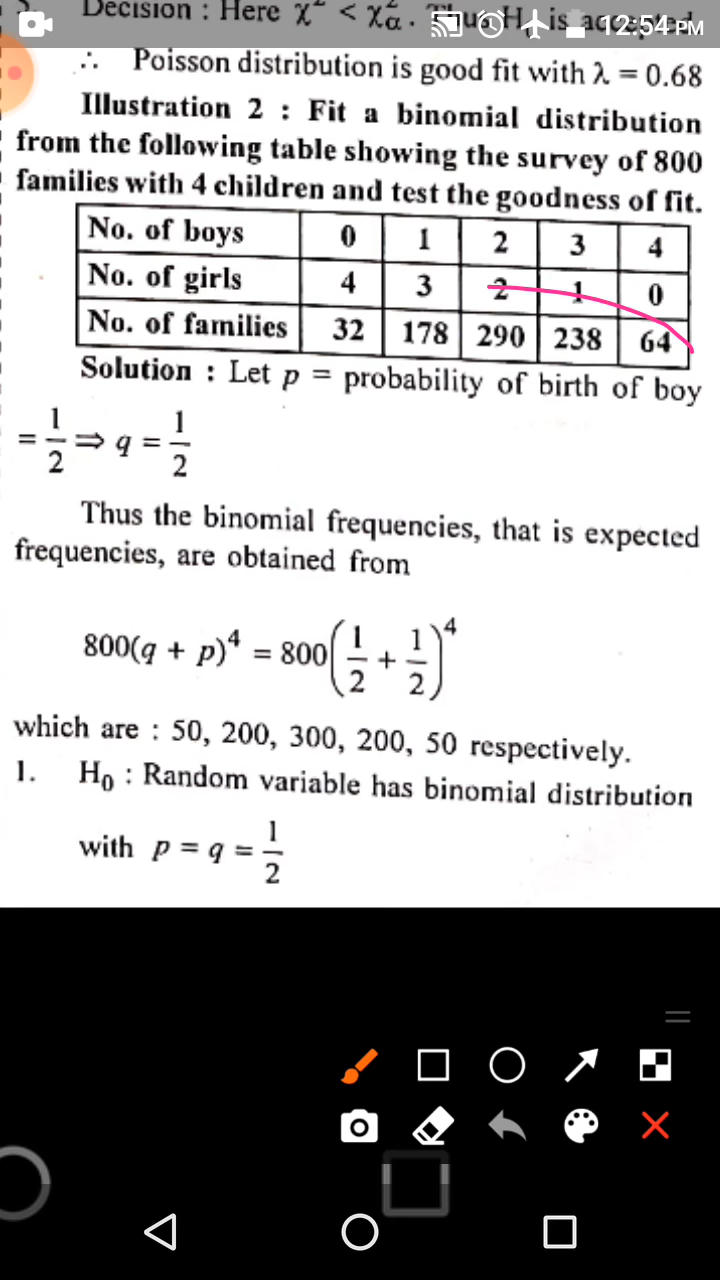 12:54 PM
Decision : Here χ² < χ²α . Thus H is accepted
∴ Poisson distribution is good fit with λ = 0.68
Illustration 2 : Fit a binomial distribution
from the following table showing the survey of 800
families with 4 children and test the goodness of fit.
No. of boys 0 1 2 3 4
No. of girls 4 3 2 1 0
No. of families 32 178 290 238 64
Solution : Let p = probability of birth of boy
= 1/2 ⇒ q = 1/2
Thus the binomial frequencies, that is expected
frequencies, are obtained from
800(q + p)⁴ = 800(1/2 + 1/2)⁴
which are : 50, 200, 300, 200, 50 respectively.
1. H₀ : Random variable has binomial distribution
with p = q = 1/2